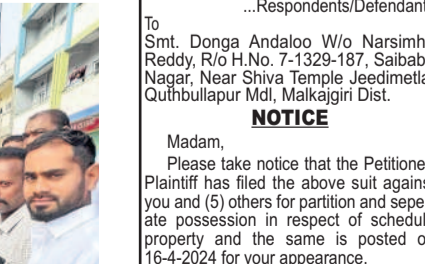 ...Respondents/Defendant
To
Smt. Donga Andaloo W/o Narsimh
Reddy, R/o H.No. 7-1329-187, Saibab
Nagar, Near Shiva Temple Jeedimetla
Quthbullapur Mdl, Malkajgiri Dist.
NOTICE
Madam,
Please take notice that the Petitione
Plaintiff has filed the above suit agains
you and (5) others for partition and sepe
ate possession in respect of schedul
property and the same is posted o
16-4-2024 for your appearance.